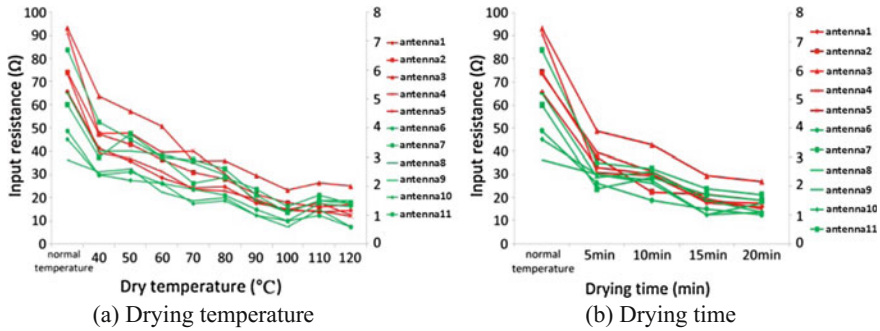 100
90
80
70
60
50
40
30
20
10
0
Input resistance (Ω)
8
7
6
5
4
3
2
1
0
normal temperature
40 50 60 70 80 90 100 110 120
Dry temperature (°C)
antenna1
antenna2
antenna3
antenna4
antenna5
antenna6
antenna7
antenna8
antenna9
antenna10
antenna11
(a) Drying temperature
100
90
80
70
60
50
40
30
20
10
0
Input resistance (Ω)
8
7
6
5
4
3
2
1
0
normal temperature
5min 10min 15min 20min
Drying time (min)
antenna1
antenna2
antenna3
antenna4
antenna5
antenna6
antenna7
antenna8
antenna9
antenna10
antenna11
(b) Drying time